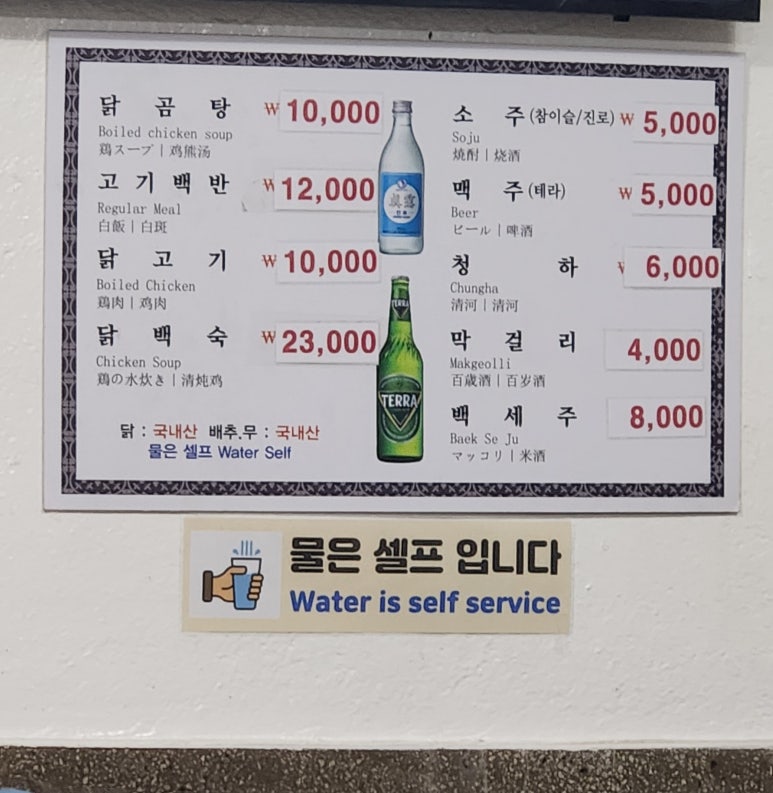 닭 곰 탕 ₩ 10,000
Boiled chicken soup
鶏スープ | 鸡熊汤
고기백반 ₩ 12,000
Regular Meal
白飯 | 白斑
닭 고 기 ₩ 10,000
Boiled Chicken
鶏肉 | 鸡肉
닭 백 숙 ₩ 23,000
Chicken Soup
鶏の水炊き | 清炖鸡
닭 : 국내산 배추.무 : 국내산
물은 셀프 Water Self
소 주 (참이슬/진로) ₩ 5,000
Soju
焼酎 | 烧酒
맥 주 (테라) ₩ 5,000
Beer
ビール | 啤酒
청 하 ₩ 6,000
Chungha
清河 | 清河
막 걸 리 4,000
Makgeolli
百歳酒 | 百岁酒
백 세 주 8,000
Baek Se Ju
マッコリ | 米酒
眞露
TERRA
TERRA
물은 셀프 입니다
Water is self service